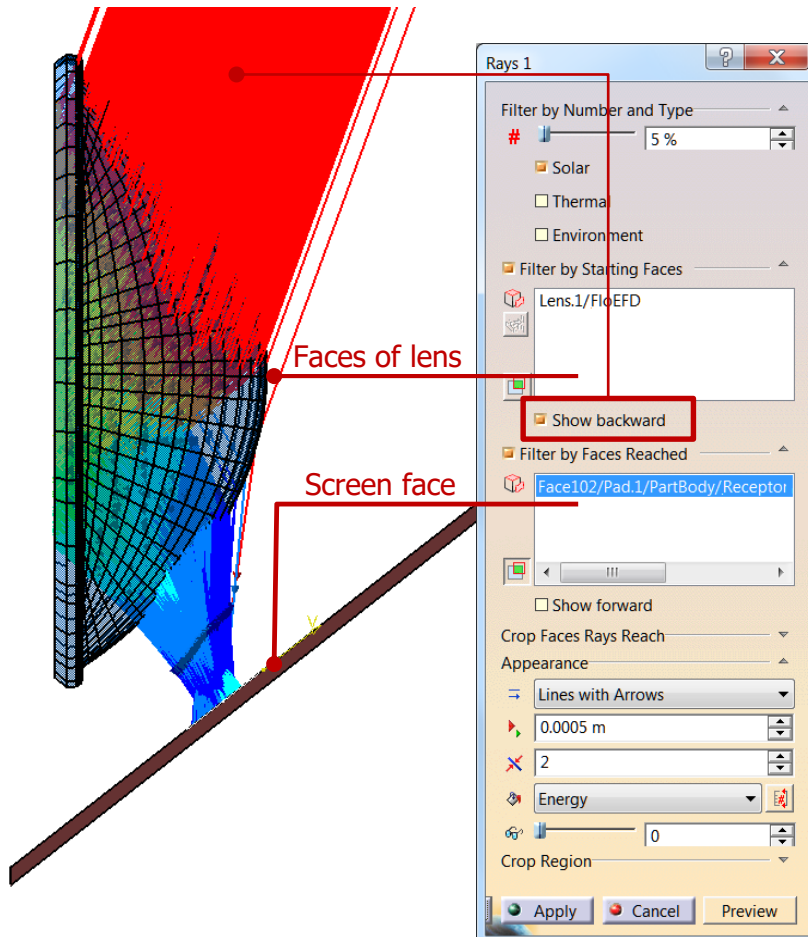 Rays 1
Filter by Number and Type
#
5 %
Solar
Thermal
Environment
Filter by Starting Faces
Lens.1/FloEFD
Faces of lens
Show backward
Filter by Faces Reached
Screen face
Face102/Pad.1/PartBody/Receptor
Show forward
Crop Faces Rays Reach
Appearance
Lines with Arrows
0.0005 m
2
Energy
0
Crop Region
Apply
Cancel
Preview
y